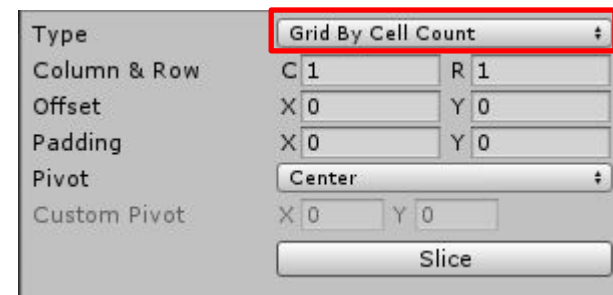 Type Grid By Cell Count
Column & Row C 1 R 1
Offset X 0 Y 0
Padding X 0 Y 0
Pivot Center
Custom Pivot X 0 Y 0
Slice